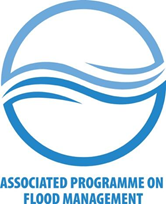 ASSOCIATED PROGRAMME ON
FLOOD MANAGEMENT